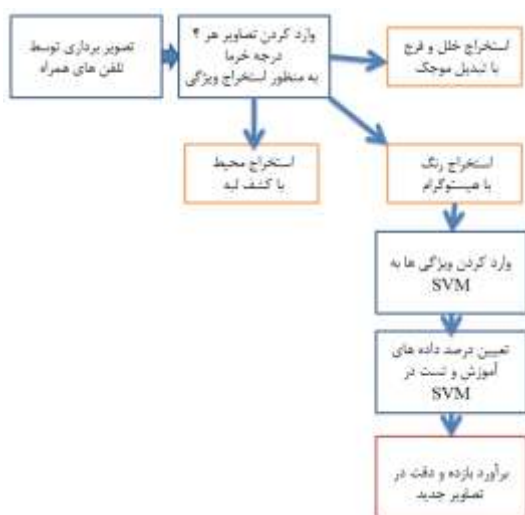 تصویر برداری توسط
تلفن های همراه
وارد کردن تصاویر هر ۴
درجه خرما
به منظور استخراج ویژگی
استخراج خلل و فرج
با تبدیل موجک
استخراج محیط
با کشف لبه
استخراج رنگ
با هیستوگرام
وارد کردن ویژگی ها به
SVM
تعیین درصد داده های
آموزش و تست در
SVM
برآورد بازده و دقت در
تصاویر جدید